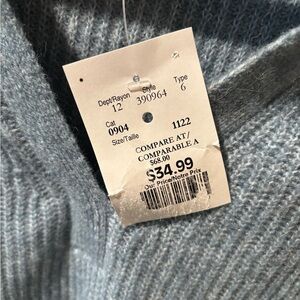 Dept/Rayon Style Type
12 390964 6
Cat
0904 1122
Size/Taille
COMPARE AT/
COMPARABLE A
$68.00
$34.99
Our Price/Notre Prix